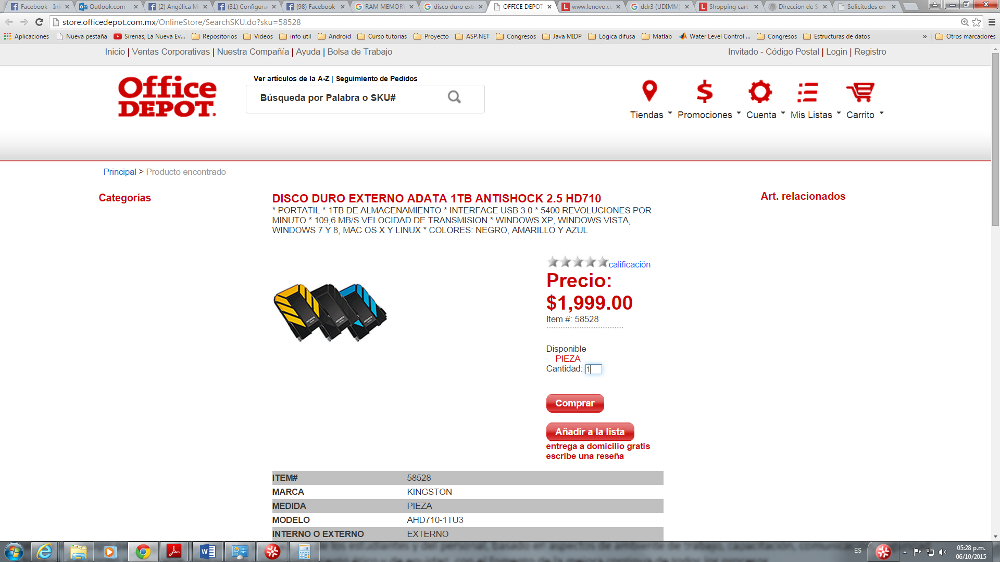 Facebook - Ini
Outlook.com -
(2) Angélica M
(31) Configura
(98) Facebook
RAM MEMORY
disco duro exte
OFFICE DEPOT
www.lenovo.co
ddr3 (UDIMM)
Shopping cart
Direccion de S
Solicitudes en
store.officedepot.com.mx/OnlineStore/SearchSKU.do?sku=58528
Aplicaciones
Nueva pestaña
Sirenas, La Nueva Ev...
Repositorios
Videos
info util
Android
Curso tutorias
Proyecto
ASP.NET
Congresos
Java MIDP
Lógica difusa
Matlab
Water Level Control ...
Congresos
Estructuras de datos
»
Otros marcadores
Inicio | Ventas Corporativas | Nuestra Compañía | Ayuda | Bolsa de Trabajo
Invitado - Código Postal | Login | Registro
Office
DEPOT.
Ver artículos de la A-Z | Seguimiento de Pedidos
Búsqueda por Palabra o SKU#
Tiendas
Promociones
Cuenta
Mis Listas
Carrito
Principal > Producto encontrado
Categorías
DISCO DURO EXTERNO ADATA 1TB ANTISHOCK 2.5 HD710
* PORTATIL * 1TB DE ALMACENAMIENTO * INTERFACE USB 3.0 * 5400 REVOLUCIONES POR
MINUTO * 109,6 MB/S VELOCIDAD DE TRANSMISION * WINDOWS XP, WINDOWS VISTA,
WINDOWS 7 Y 8, MAC OS X Y LINUX * COLORES: NEGRO, AMARILLO Y AZUL
Art. relacionados
calificación
Precio:
$1,999.00
Item #: 58528
Disponible
PIEZA
Cantidad: 1
Comprar
Añadir a la lista
entrega a domicilio gratis
escribe una reseña
ITEM# 58528
MARCA KINGSTON
MEDIDA PIEZA
MODELO AHD710-1TU3
INTERNO O EXTERNO EXTERNO
ES
05:28 p.m.
06/10/2015